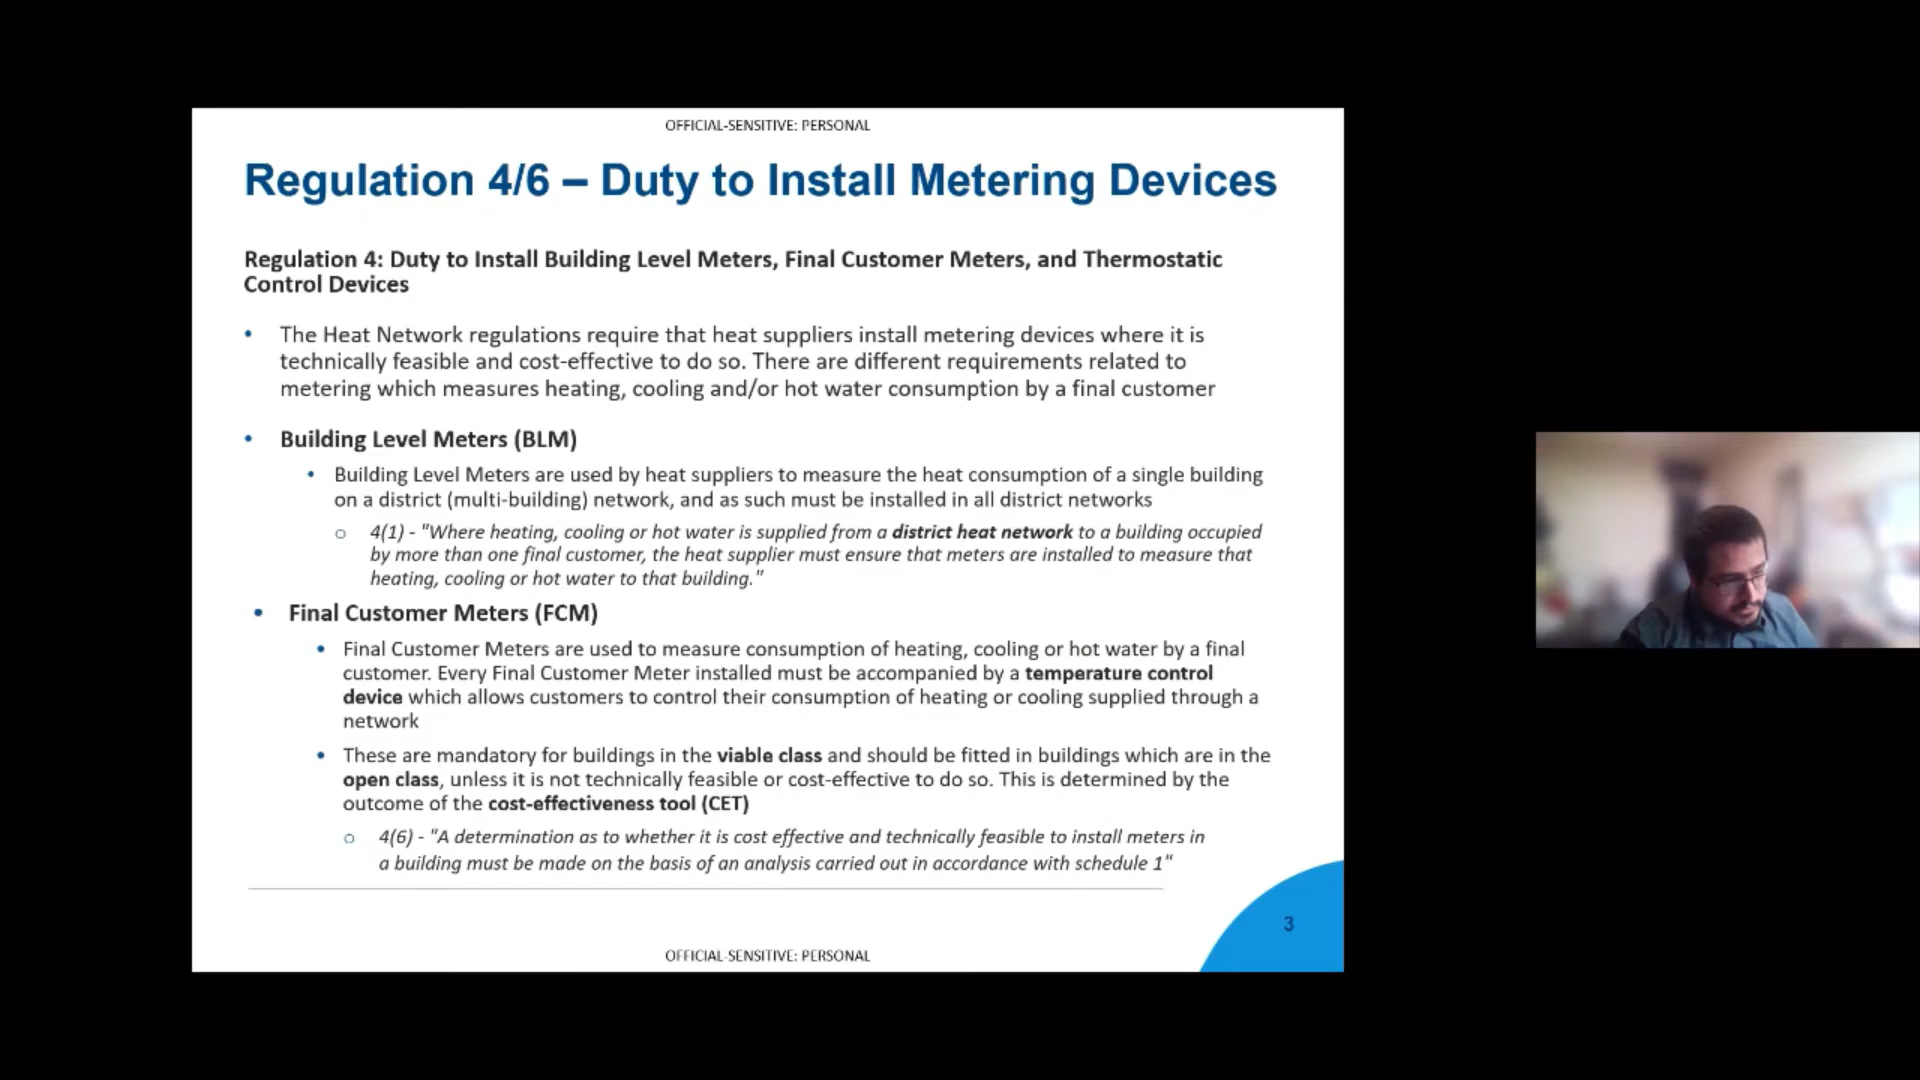 OFFICIAL-SENSITIVE: PERSONAL
Regulation 4/6 – Duty to Install Metering Devices
Regulation 4: Duty to Install Building Level Meters, Final Customer Meters, and Thermostatic
Control Devices
• The Heat Network regulations require that heat suppliers install metering devices where it is
technically feasible and cost-effective to do so. There are different requirements related to
metering which measures heating, cooling and/or hot water consumption by a final customer
• Building Level Meters (BLM)
• Building Level Meters are used by heat suppliers to measure the heat consumption of a single building
on a district (multi-building) network, and as such must be installed in all district networks
o 4(1) - "Where heating, cooling or hot water is supplied from a district heat network to a building occupied
by more than one final customer, the heat supplier must ensure that meters are installed to measure that
heating, cooling or hot water to that building."
• Final Customer Meters (FCM)
• Final Customer Meters are used to measure consumption of heating, cooling or hot water by a final
customer. Every Final Customer Meter installed must be accompanied by a temperature control
device which allows customers to control their consumption of heating or cooling supplied through a
network
• These are mandatory for buildings in the viable class and should be fitted in buildings which are in the
open class, unless it is not technically feasible or cost-effective to do so. This is determined by the
outcome of the cost-effectiveness tool (CET)
o 4(6) - "A determination as to whether it is cost effective and technically feasible to install meters in
a building must be made on the basis of an analysis carried out in accordance with schedule 1"
3
OFFICIAL-SENSITIVE: PERSONAL